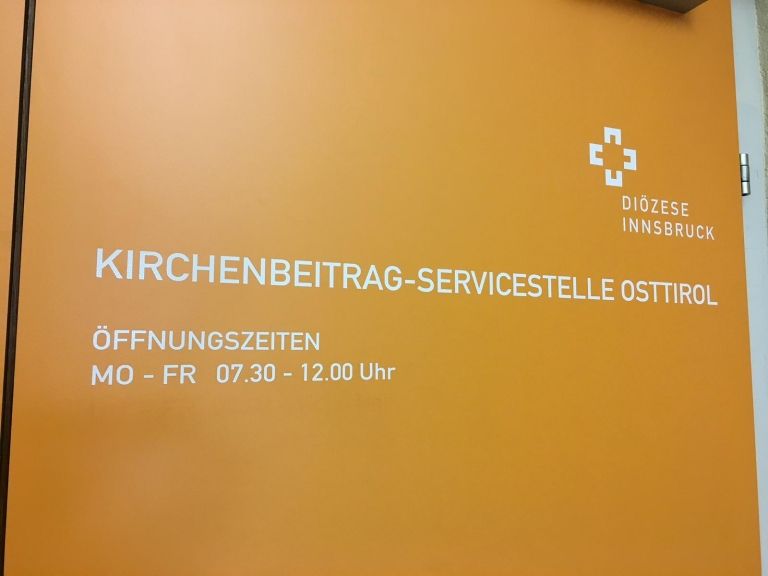 DIÖZESE
INNSBRUCK
KIRCHENBEITRAG-SERVICESTELLE OSTTIROL
ÖFFNUNGSZEITEN
MO - FR 07.30 - 12.00 Uhr